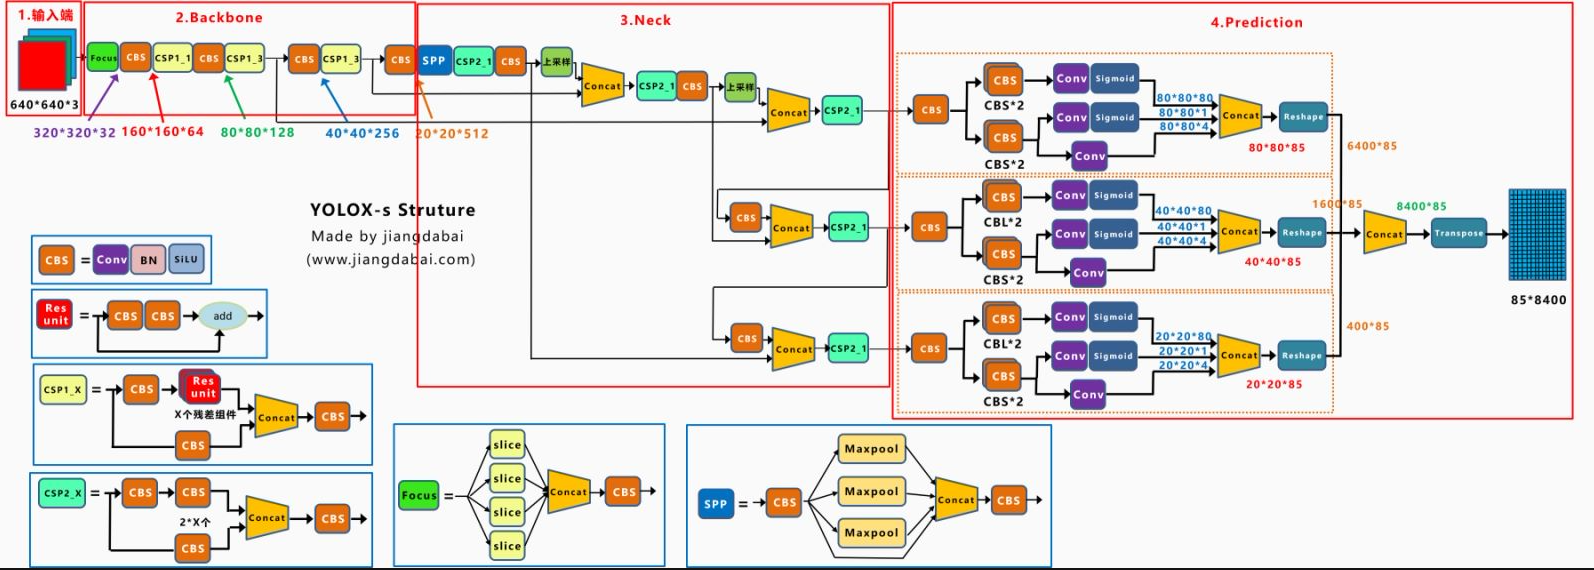 1.输入端
2.Backbone
3.Neck
4.Prediction
640*640*3
Focus
CBS
CSP1_1
CBS
CSP1_3
CBS
CSP1_3
CBS
SPP
CSP2_1
CBS
上采样
Concat
CSP2_1
CBS
上采样
Concat
CSP2_1
320*320*32
160*160*64
80*80*128
40*40*256
20*20*512
CBS
CBS
CBS*2
CBS
CBS*2
Conv
Sigmoid
Conv
Sigmoid
Conv
80*80*80
80*80*1
80*80*4
Concat
Reshape
80*80*85
6400*85
YOLOX-s Struture
Made by jiangdabai
(www.jiangdabai.com)
CBS
Concat
CSP2_1
CBS
CBS
CBL*2
CBS
CBS*2
Conv
Sigmoid
Conv
Sigmoid
Conv
40*40*80
40*40*1
40*40*4
Concat
Reshape
40*40*85
1600*85
Concat
8400*85
Transpose
85*8400
CBS
Concat
CSP2_1
CBS
CBS
CBL*2
CBS
CBS*2
Conv
Sigmoid
Conv
Sigmoid
Conv
20*20*80
20*20*1
20*20*4
Concat
Reshape
20*20*85
400*85
CBS = Conv BN SiLU
Res
unit
=
CBS CBS
add
CSP1_X =
CBS
Res
unit
X个残差组件
CBS
Concat
CBS
CSP2_X =
CBS
CBS
2*X个
CBS
Concat
CBS
Focus =
slice
slice
slice
slice
Concat
CBS
SPP =
CBS
Maxpool
Maxpool
Maxpool
Concat
CBS